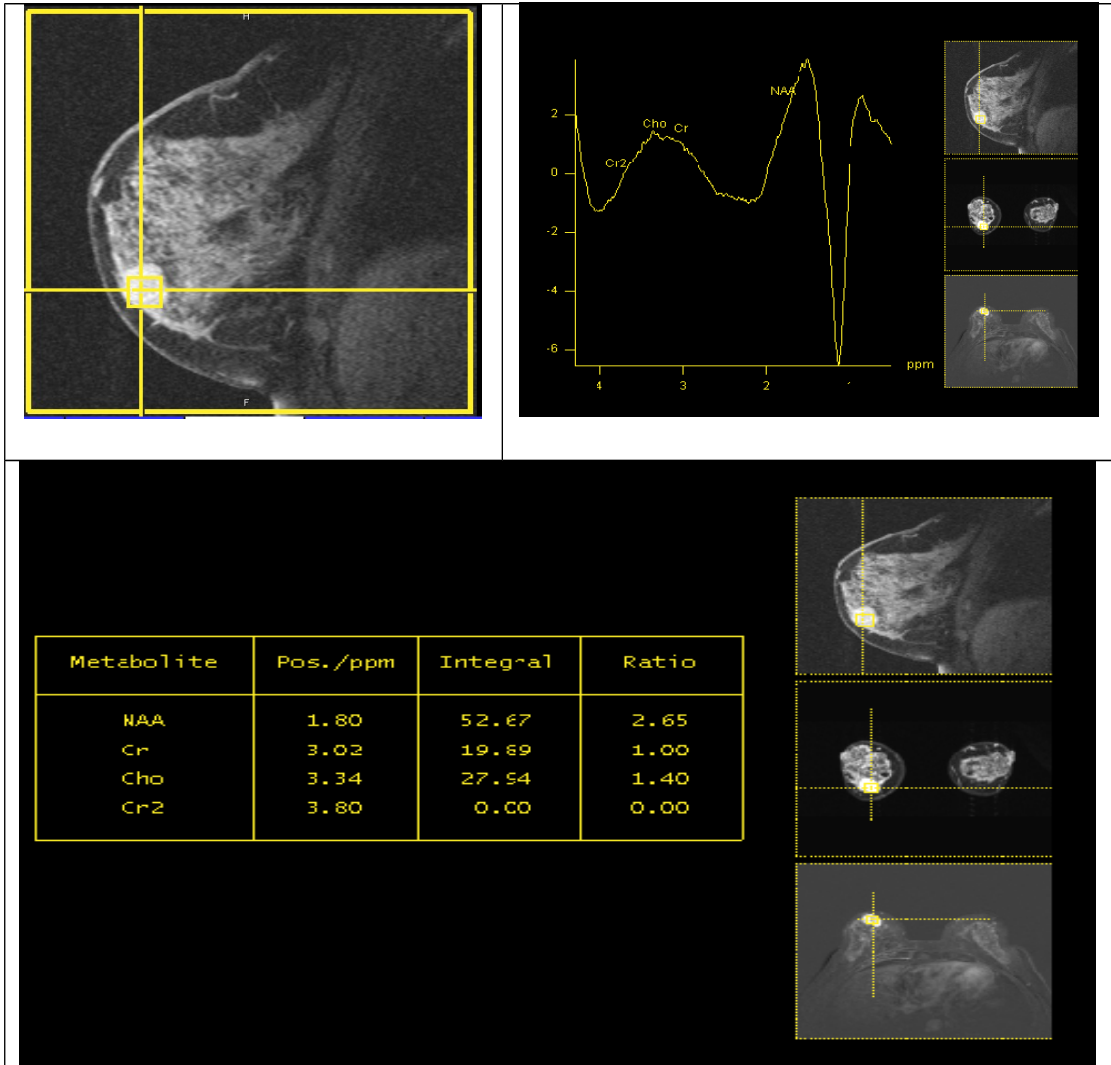 H
F
2
0
-2
-4
-6
Cr2
Cho
Cr
NAA
4
3
2
ppm
Metabolite Pos./ppm Integral Ratio
NAA 1.80 52.67 2.65
Cr 3.02 19.89 1.00
Cho 3.34 27.94 1.40
Cr2 3.80 0.00 0.00